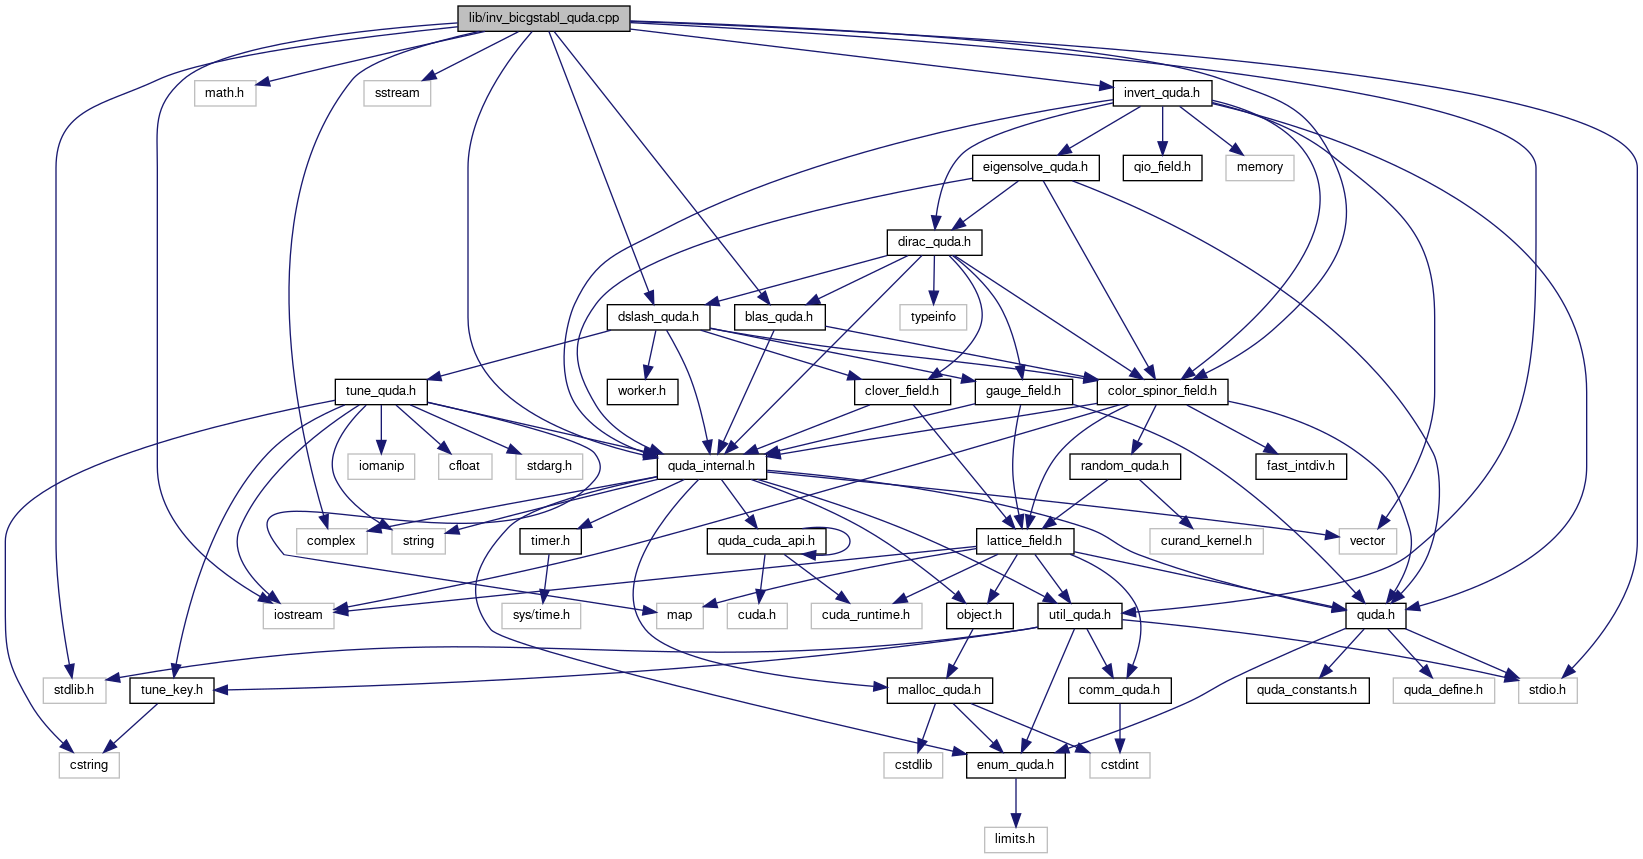 lib/inv_bicgstabl_quda.cpp
math.h
sstream
invert_quda.h
eigensolve_quda.h
qio_field.h
memory
dirac_quda.h
dslash_quda.h
blas_quda.h
typeinfo
tune_quda.h
worker.h
clover_field.h
gauge_field.h
color_spinor_field.h
iomanip
cfloat
stdarg.h
quda_internal.h
random_quda.h
fast_intdiv.h
complex
string
timer.h
quda_cuda_api.h
lattice_field.h
curand_kernel.h
vector
iostream
sys/time.h
map
cuda.h
cuda_runtime.h
object.h
util_quda.h
quda.h
stdlib.h
tune_key.h
malloc_quda.h
comm_quda.h
quda_constants.h
quda_define.h
stdio.h
cstring
cstdlib
enum_quda.h
cstdint
limits.h